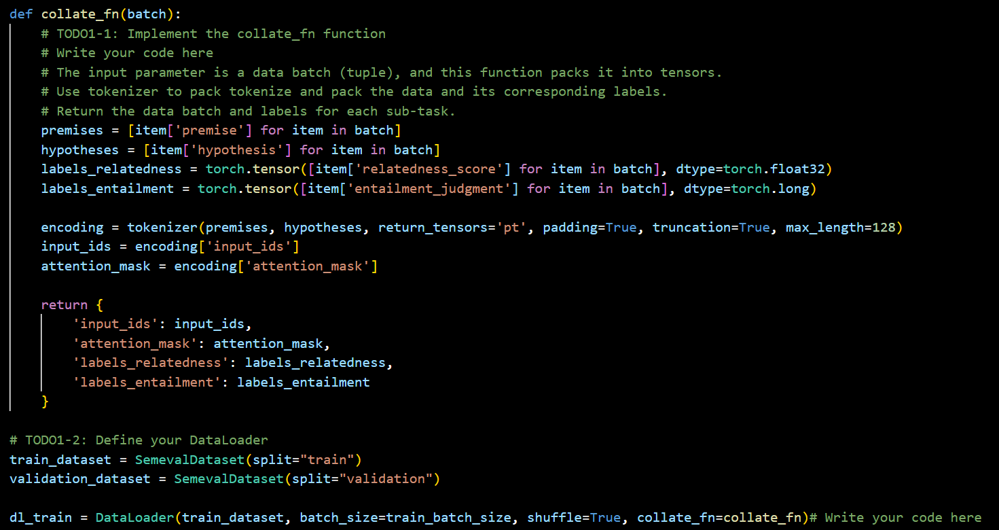 def collate_fn(batch):
    # TODO1-1: Implement the collate_fn function
    # Write your code here
    # The input parameter is a data batch (tuple), and this function packs it into tensors.
    # Use tokenizer to pack tokenize and pack the data and its corresponding labels.
    # Return the data batch and labels for each sub-task.
    premises = [item['premise'] for item in batch]
    hypotheses = [item['hypothesis'] for item in batch]
    labels_relatedness = torch.tensor([item['relatedness_score'] for item in batch], dtype=torch.float32)
    labels_entailment = torch.tensor([item['entailment_judgment'] for item in batch], dtype=torch.long)

    encoding = tokenizer(premises, hypotheses, return_tensors='pt', padding=True, truncation=True, max_length=128)
    input_ids = encoding['input_ids']
    attention_mask = encoding['attention_mask']

    return {
        'input_ids': input_ids,
        'attention_mask': attention_mask,
        'labels_relatedness': labels_relatedness,
        'labels_entailment': labels_entailment
    }

# TODO1-2: Define your DataLoader
train_dataset = SemevalDataset(split="train")
validation_dataset = SemevalDataset(split="validation")

dl_train = DataLoader(train_dataset, batch_size=train_batch_size, shuffle=True, collate_fn=collate_fn)# Write your code here